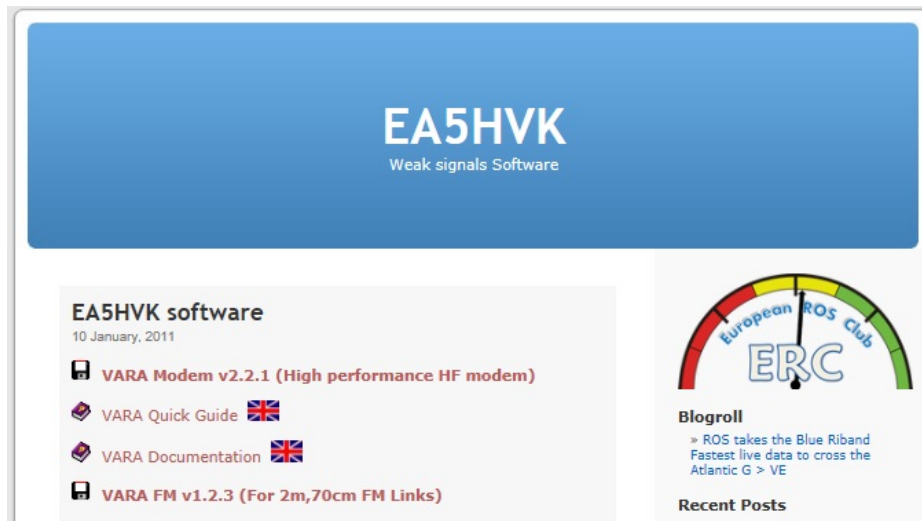 EA5HVK
Weak signals Software
EA5HVK software
10 January, 2011
VARA Modem v2.2.1 (High performance HF modem)
VARA Quick Guide
VARA Documentation
VARA FM v1.2.3 (For 2m,70cm FM Links)
European ROS Club
ERC
Blogroll
» ROS takes the Blue Riband
Fastest live data to cross the
Atlantic G > VE
Recent Posts